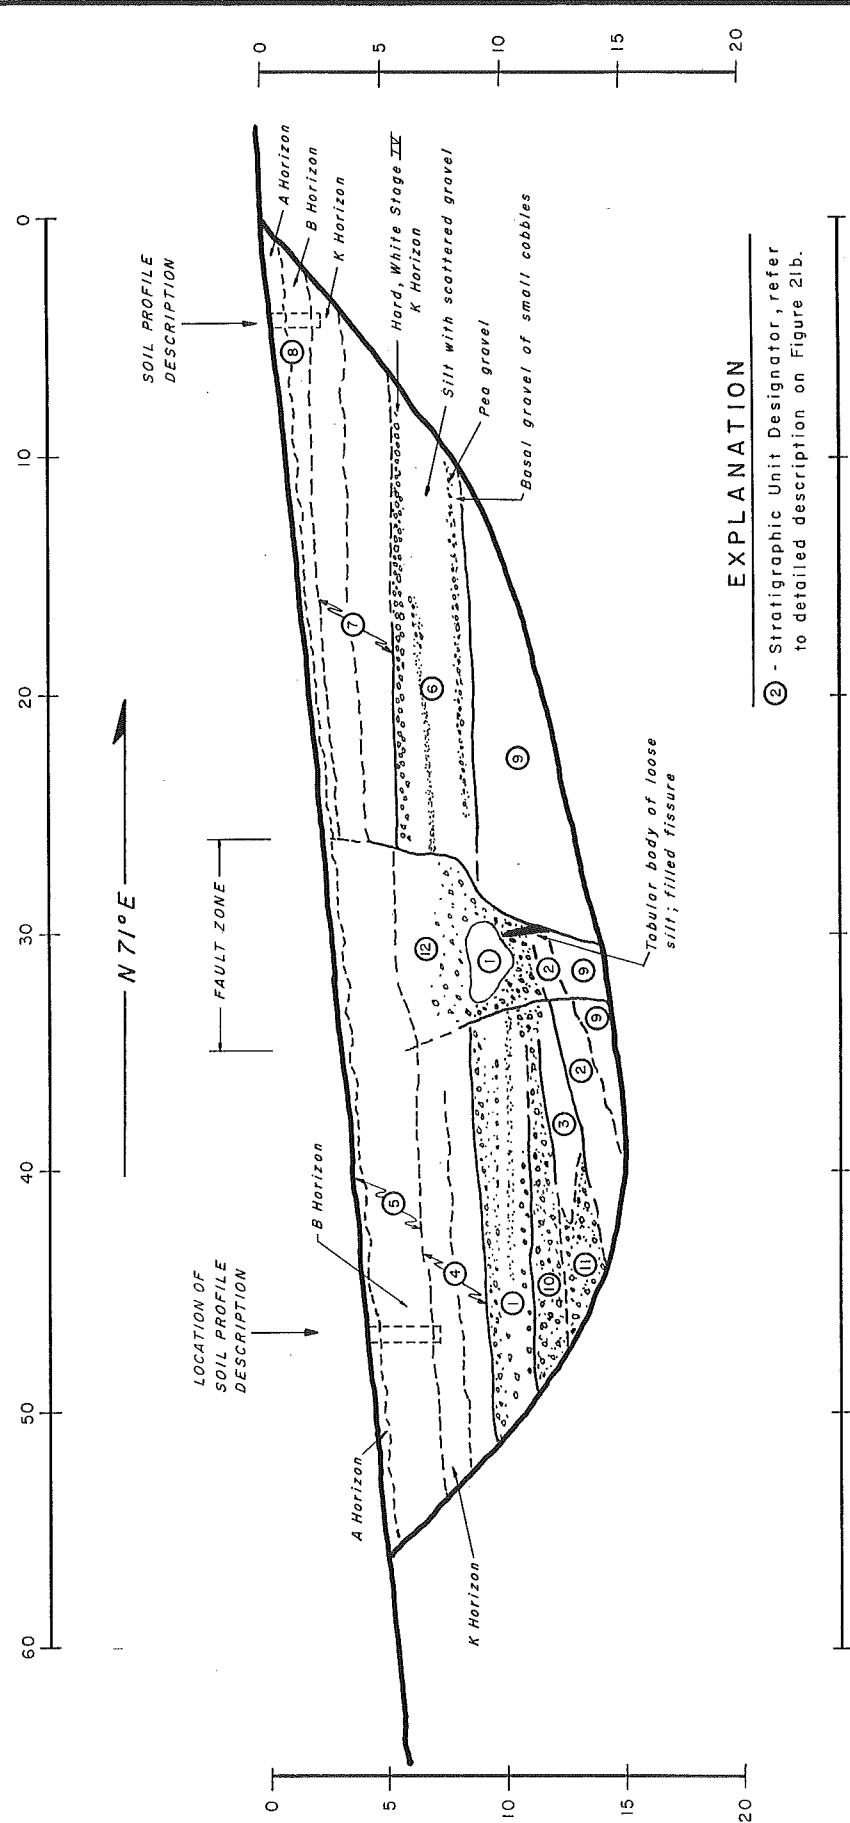 60
50
40
30
20
10
0
N 71° E
FAULT ZONE
LOCATION OF
SOIL PROFILE
DESCRIPTION
SOIL PROFILE
DESCRIPTION
0
5
10
15
20
0
5
10
15
20
A Horizon
B Horizon
K Horizon
A Horizon
B Horizon
K Horizon
Hard, White Stage IV
K Horizon
Silt with scattered gravel
Pea gravel
Basal gravel of small cobbles
Tabular body of loose
silt; filled fissure
5
4
1
10
11
3
2
9
12
1
2
9
6
7
8
9
EXPLANATION
2 - Stratigraphic Unit Designator, refer
to detailed description on Figure 21b.